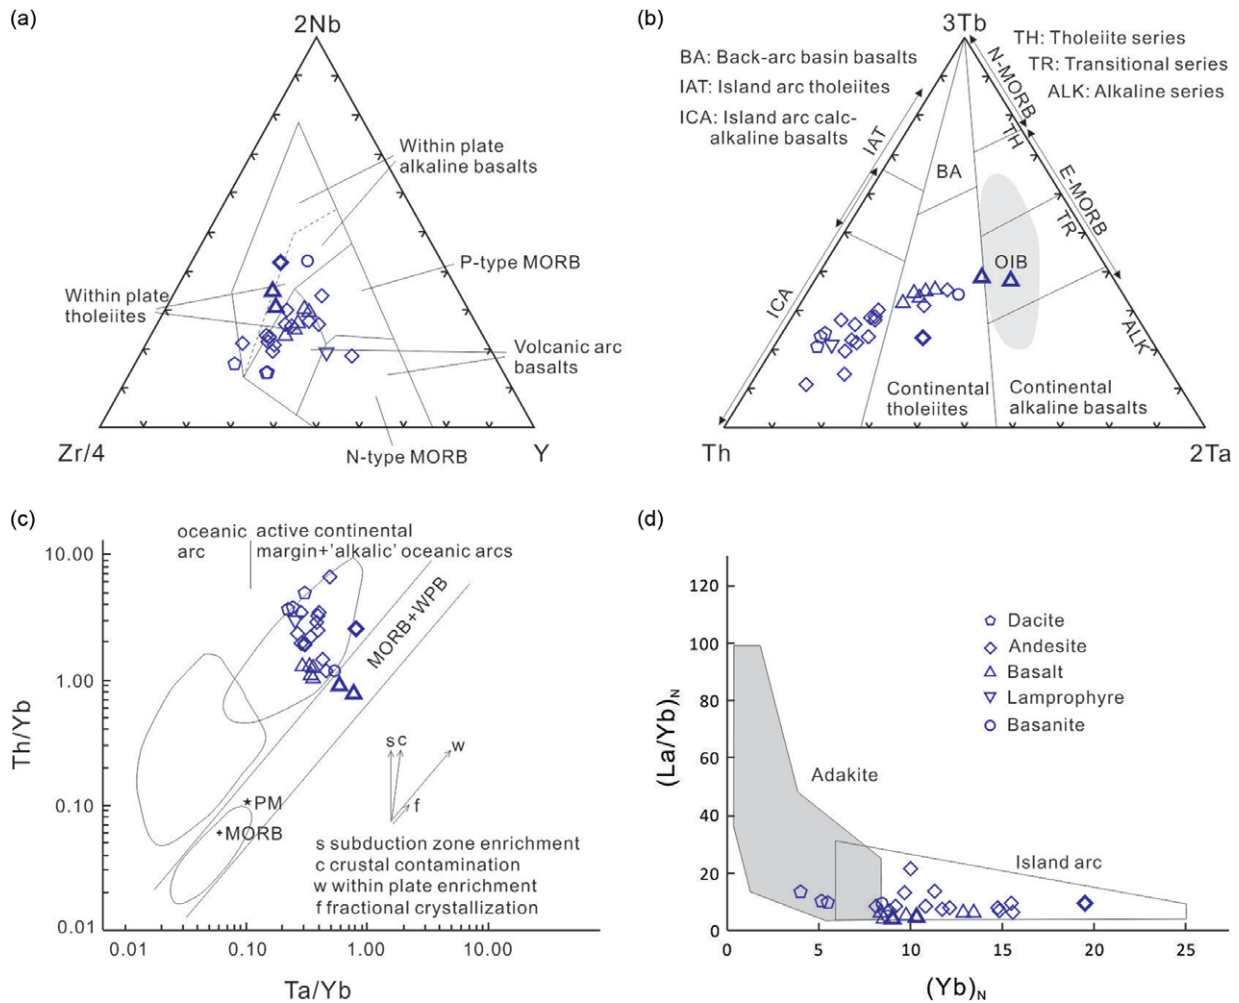 (a)
2Nb
Within plate
alkaline basalts
P-type MORB
Within plate
tholeiites
Volcanic arc
basalts
Zr/4
Y
N-type MORB
(b)
3Tb
BA: Back-arc basin basalts
IAT: Island arc tholeiites
ICA: Island arc calc-
alkaline basalts
TH: Tholeiite series
TR: Transitional series
ALK: Alkaline series
N-MORB
TH
IAT
BA
E-MORB
TR
OIB
ICA
ALK
Continental
tholeiites
Continental
alkaline basalts
Th
2Ta
(c)
oceanic
arc
active continental
margin+'alkalic' oceanic arcs
10.00
1.00
0.10
0.01
Th/Yb
MORB+WPB
s c
w
f
PM
MORB
s subduction zone enrichment
c crustal contamination
w within plate enrichment
f fractional crystallization
0.01
0.10
1.00
10.00
Ta/Yb
(d)
120
100
80
60
40
20
0
(La/Yb)N
Dacite
Andesite
Basalt
Lamprophyre
Basanite
Adakite
Island arc
0
5
10
15
20
25
(Yb)N